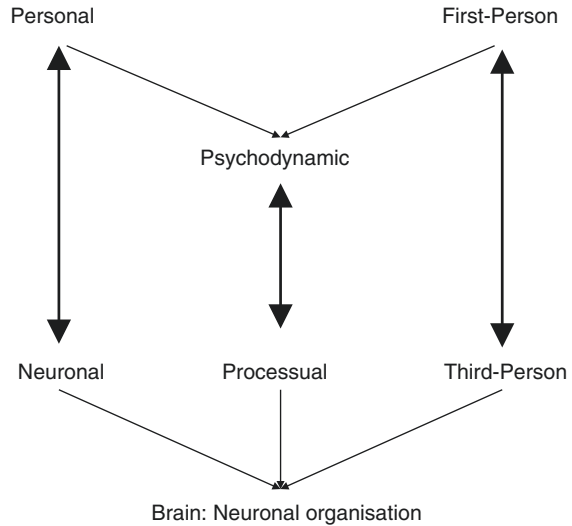 Personal
First-Person
Psychodynamic
Neuronal
Processual
Third-Person
Brain: Neuronal organisation